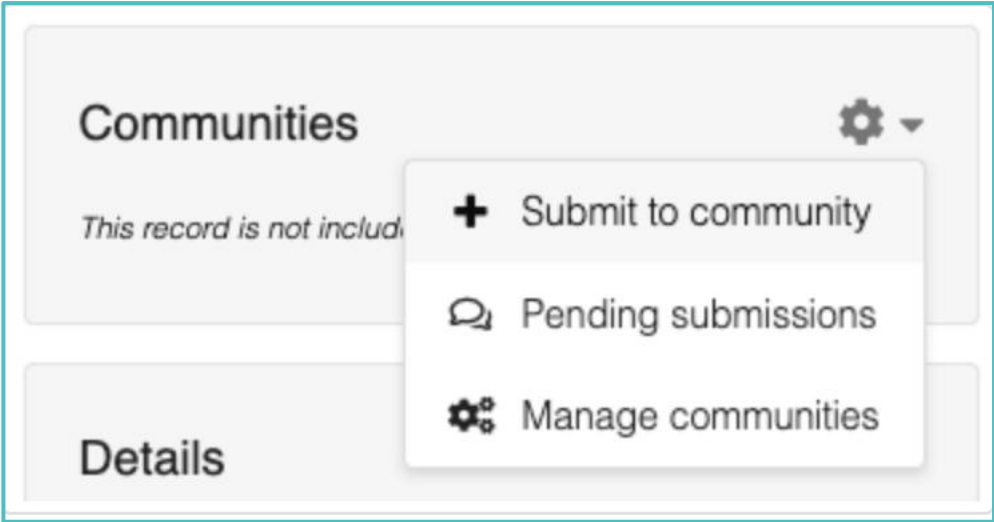 Communities
This record is not includ
Submit to community
Pending submissions
Manage communities
Details